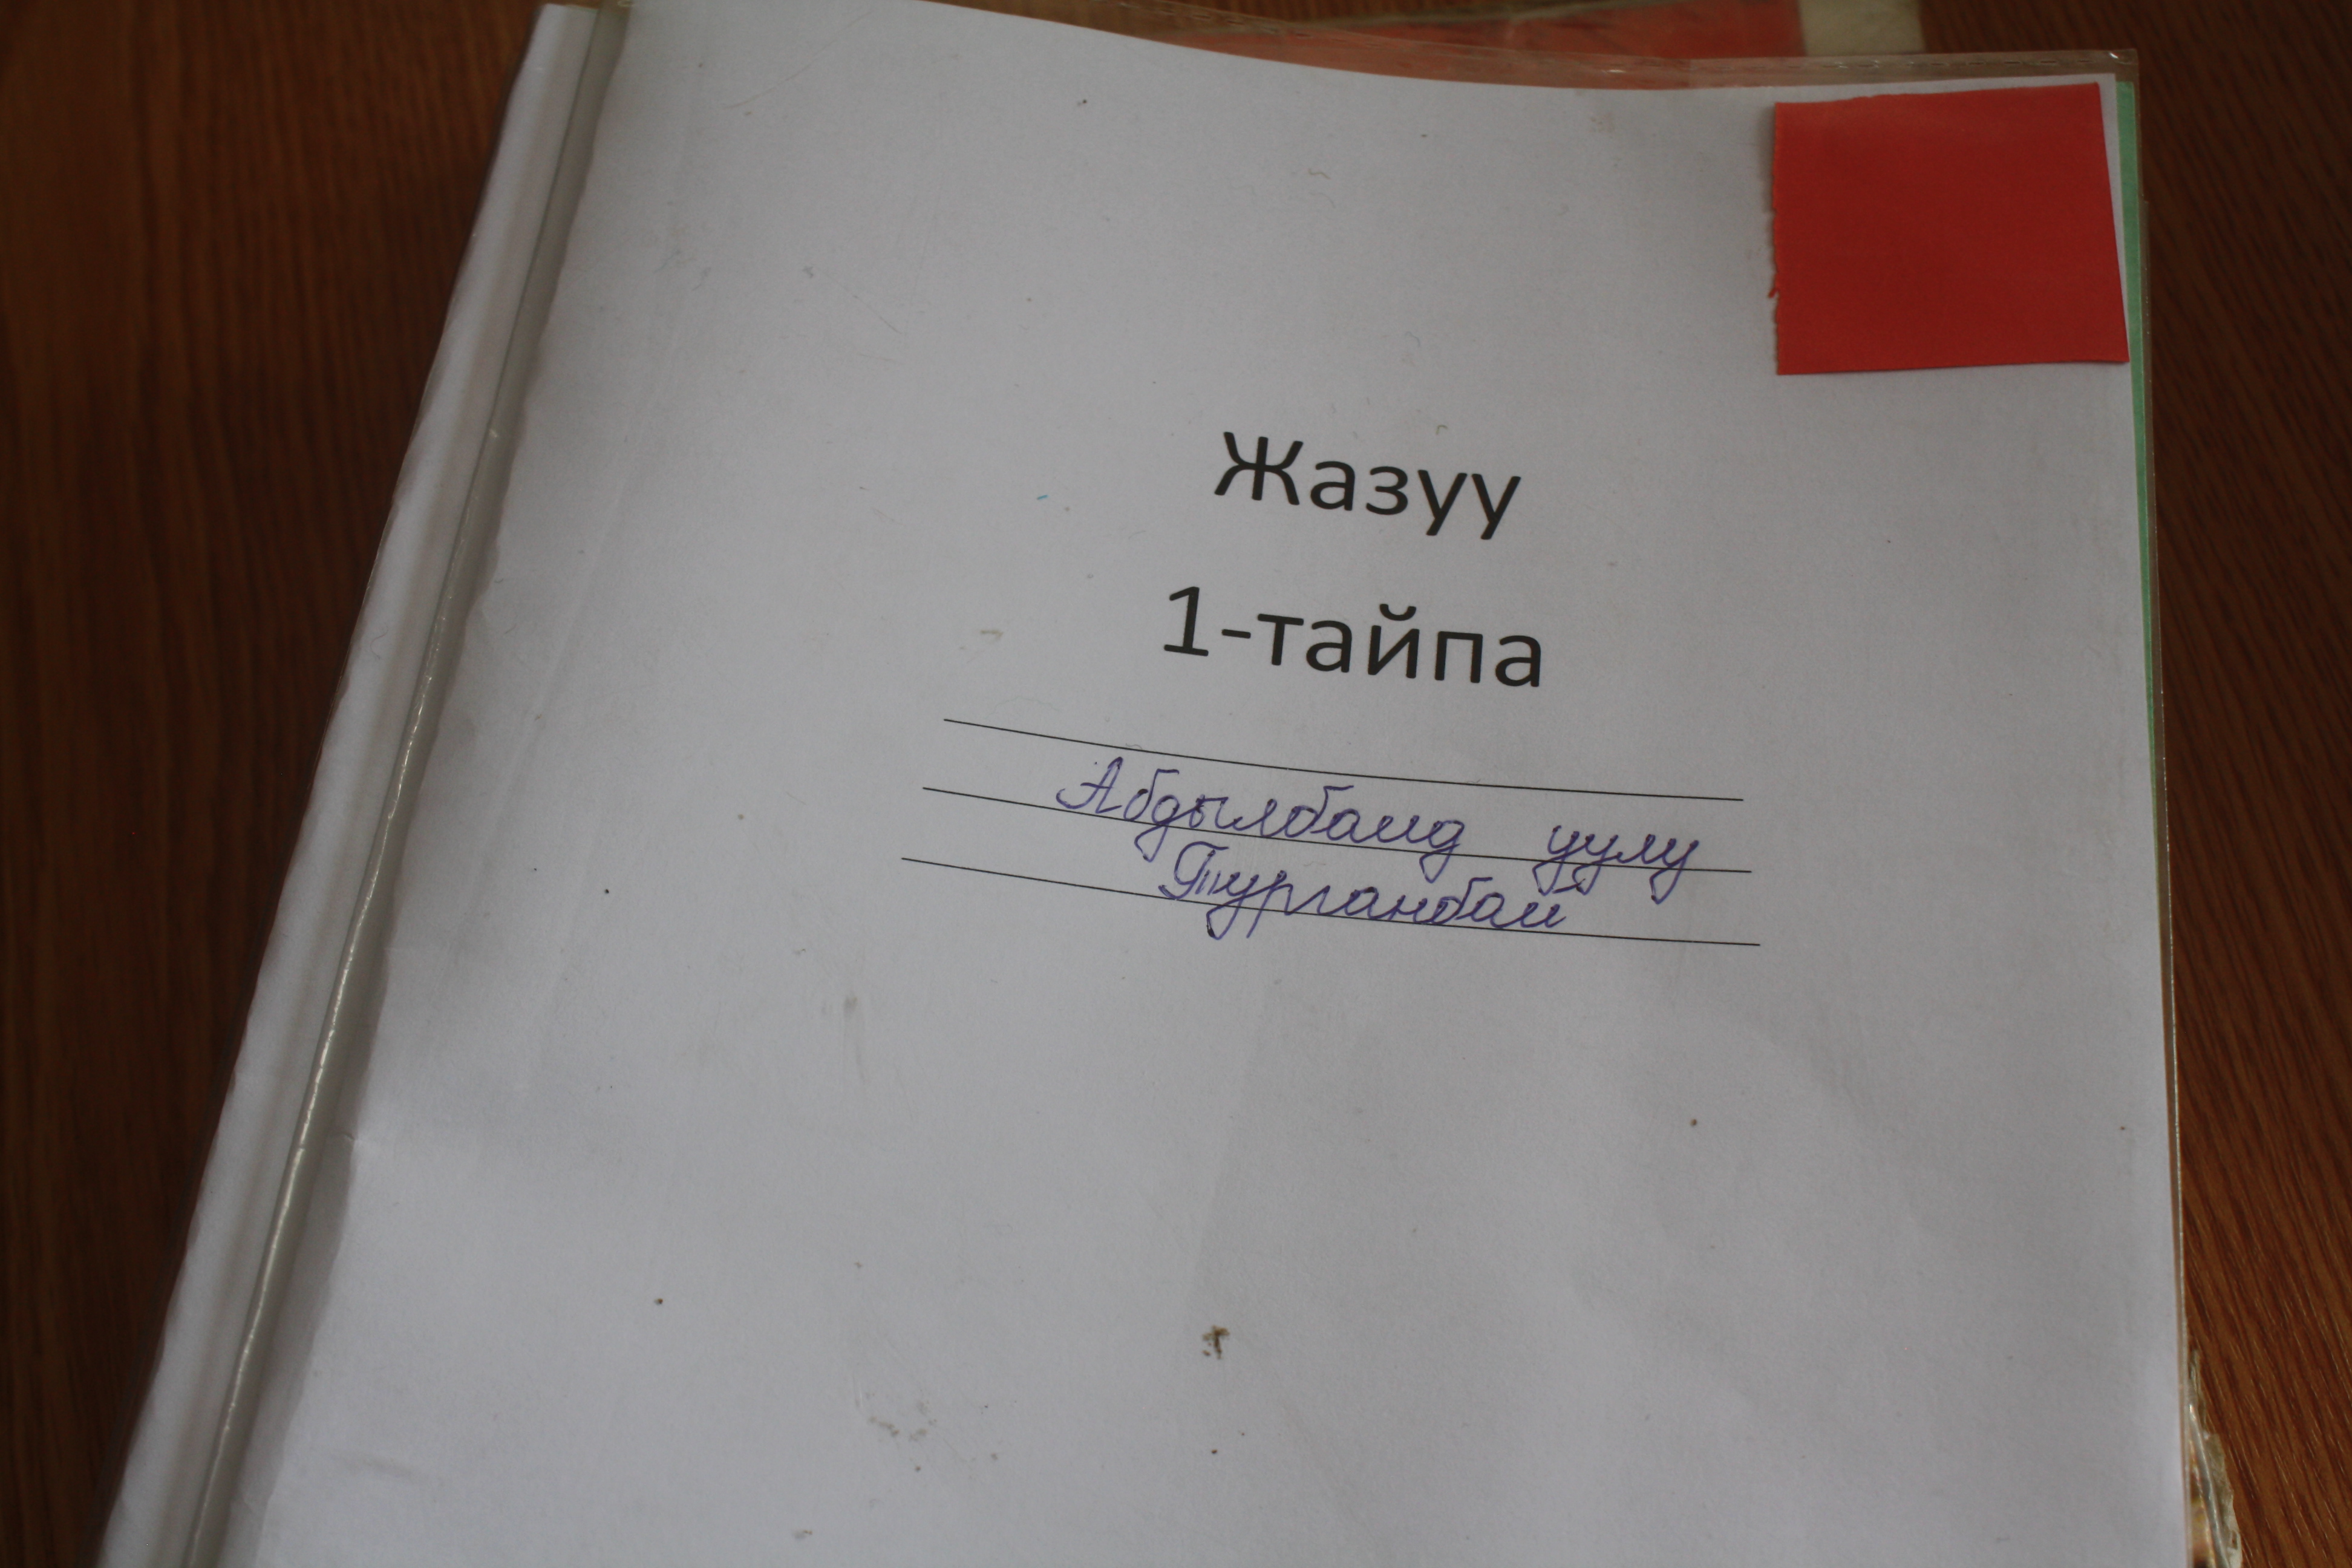 Жазуу
1-тайпа
Абдылбаид уулу
Турганбай